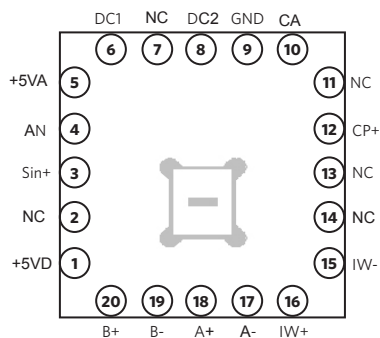 DC1 NC DC2 GND CA
6 7 8 9 10
+5VA 5 11 NC
AN 4 12 CP+
Sin+ 3 13 NC
NC 2 14 NC
+5VD 1 15 IW-
20 19 18 17 16
B+ B- A+ A- IW+